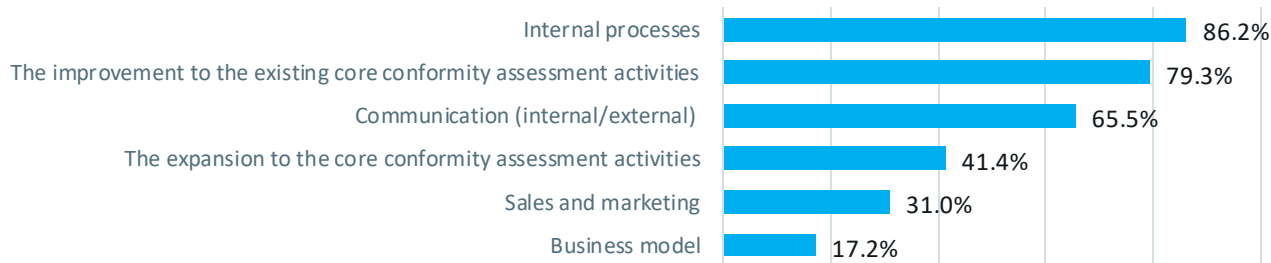 Internal processes 86.2%
The improvement to the existing core conformity assessment activities 79.3%
Communication (internal/external) 65.5%
The expansion to the core conformity assessment activities 41.4%
Sales and marketing 31.0%
Business model 17.2%